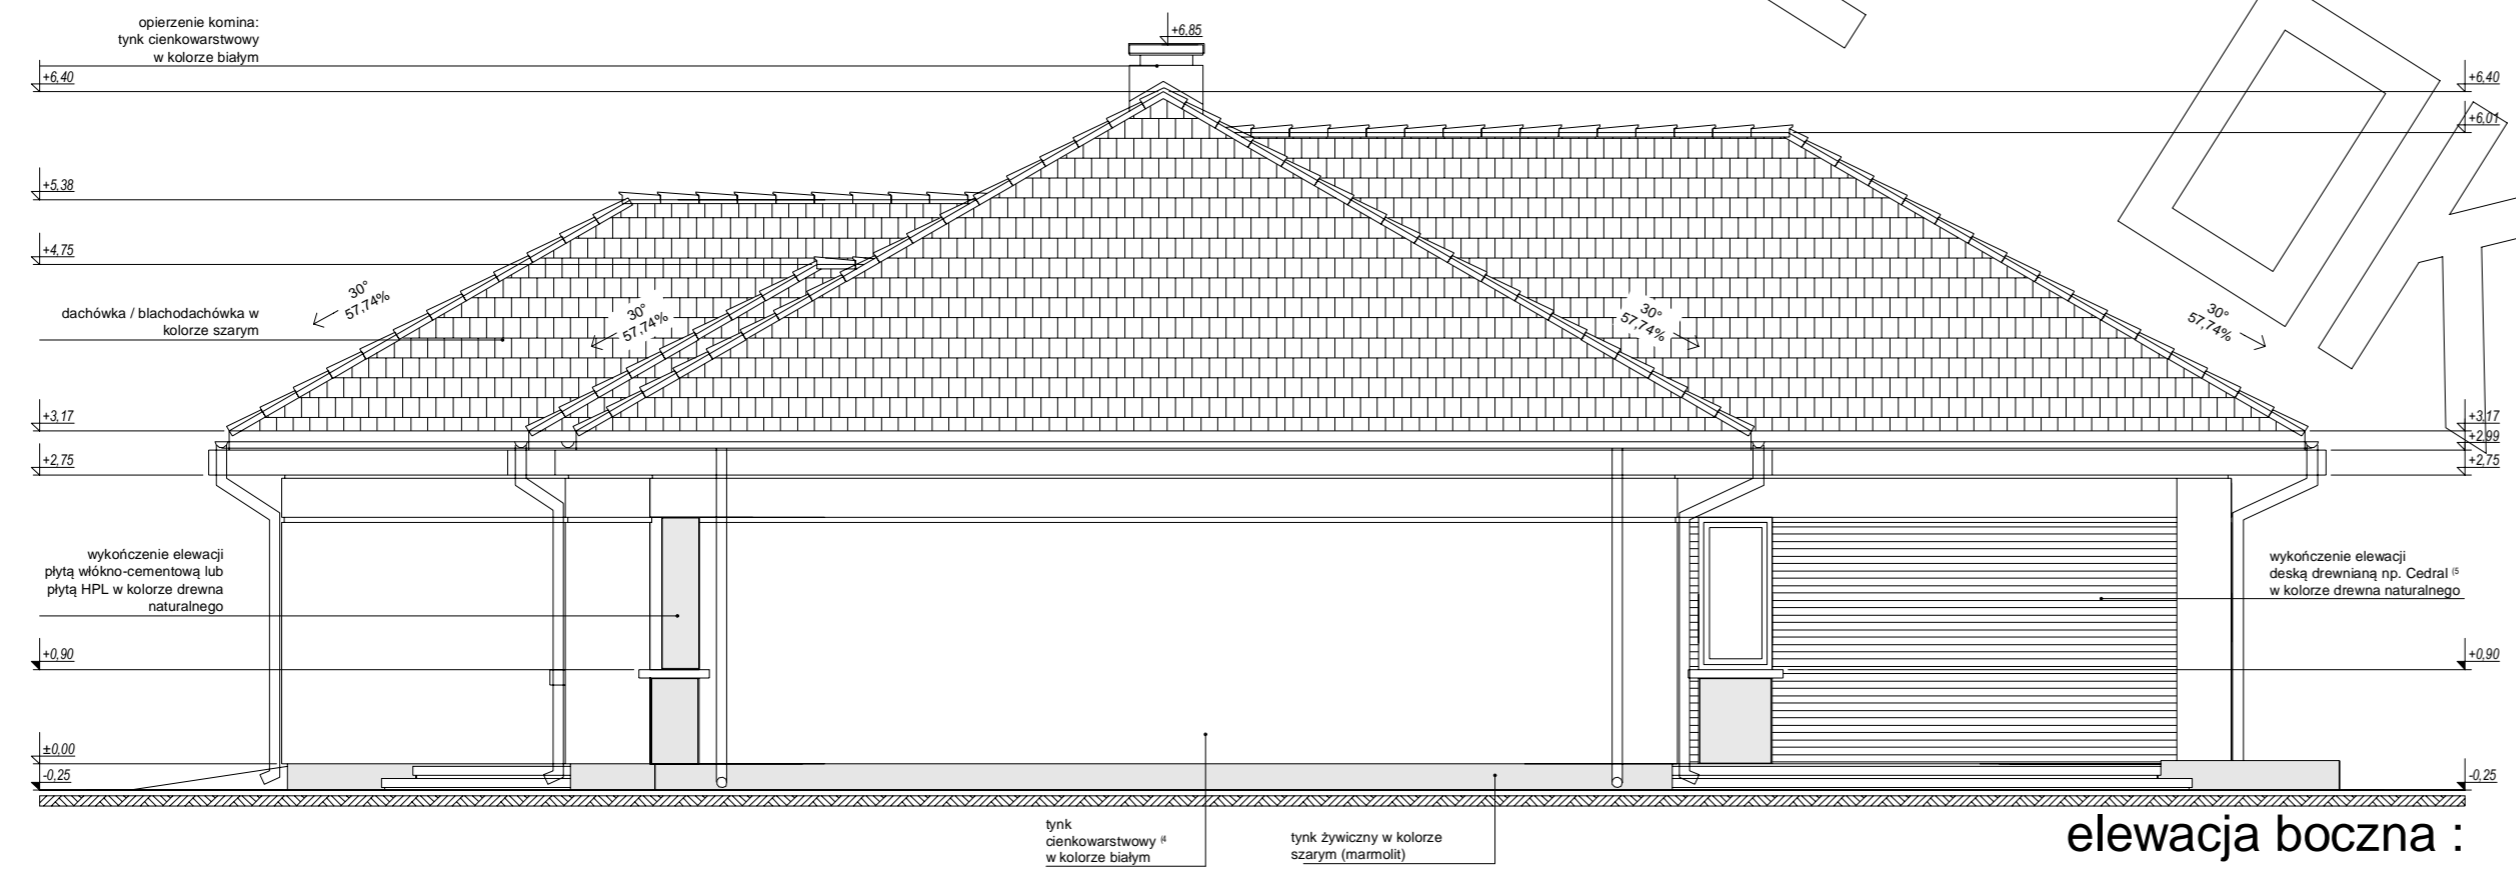 opierzenie komina:
tynk cienkowarstwowy
w kolorze białym
+6,85
+6,40
+6,40
+6,01
+5,38
+4,75
30°
57,74%
30°
57,74%
30°
57,74%
30°
57,74%
dachówka / blachodachówka w
kolorze szarym
+3,17
+3,17
+2,99
+2,75
+2,75
wykończenie elewacji
płytą włókno-cementową lub
płytą HPL w kolorze drewna
naturalnego
wykończenie elewacji
deską drewnianą np. Cedral (5
w kolorze drewna naturalnego
+0,90
+0,90
±0,00
-0,25
-0,25
tynk
cienkowarstwowy (4
w kolorze białym
tynk żywiczny w kolorze
szarym (marmolit)
elewacja boczna :